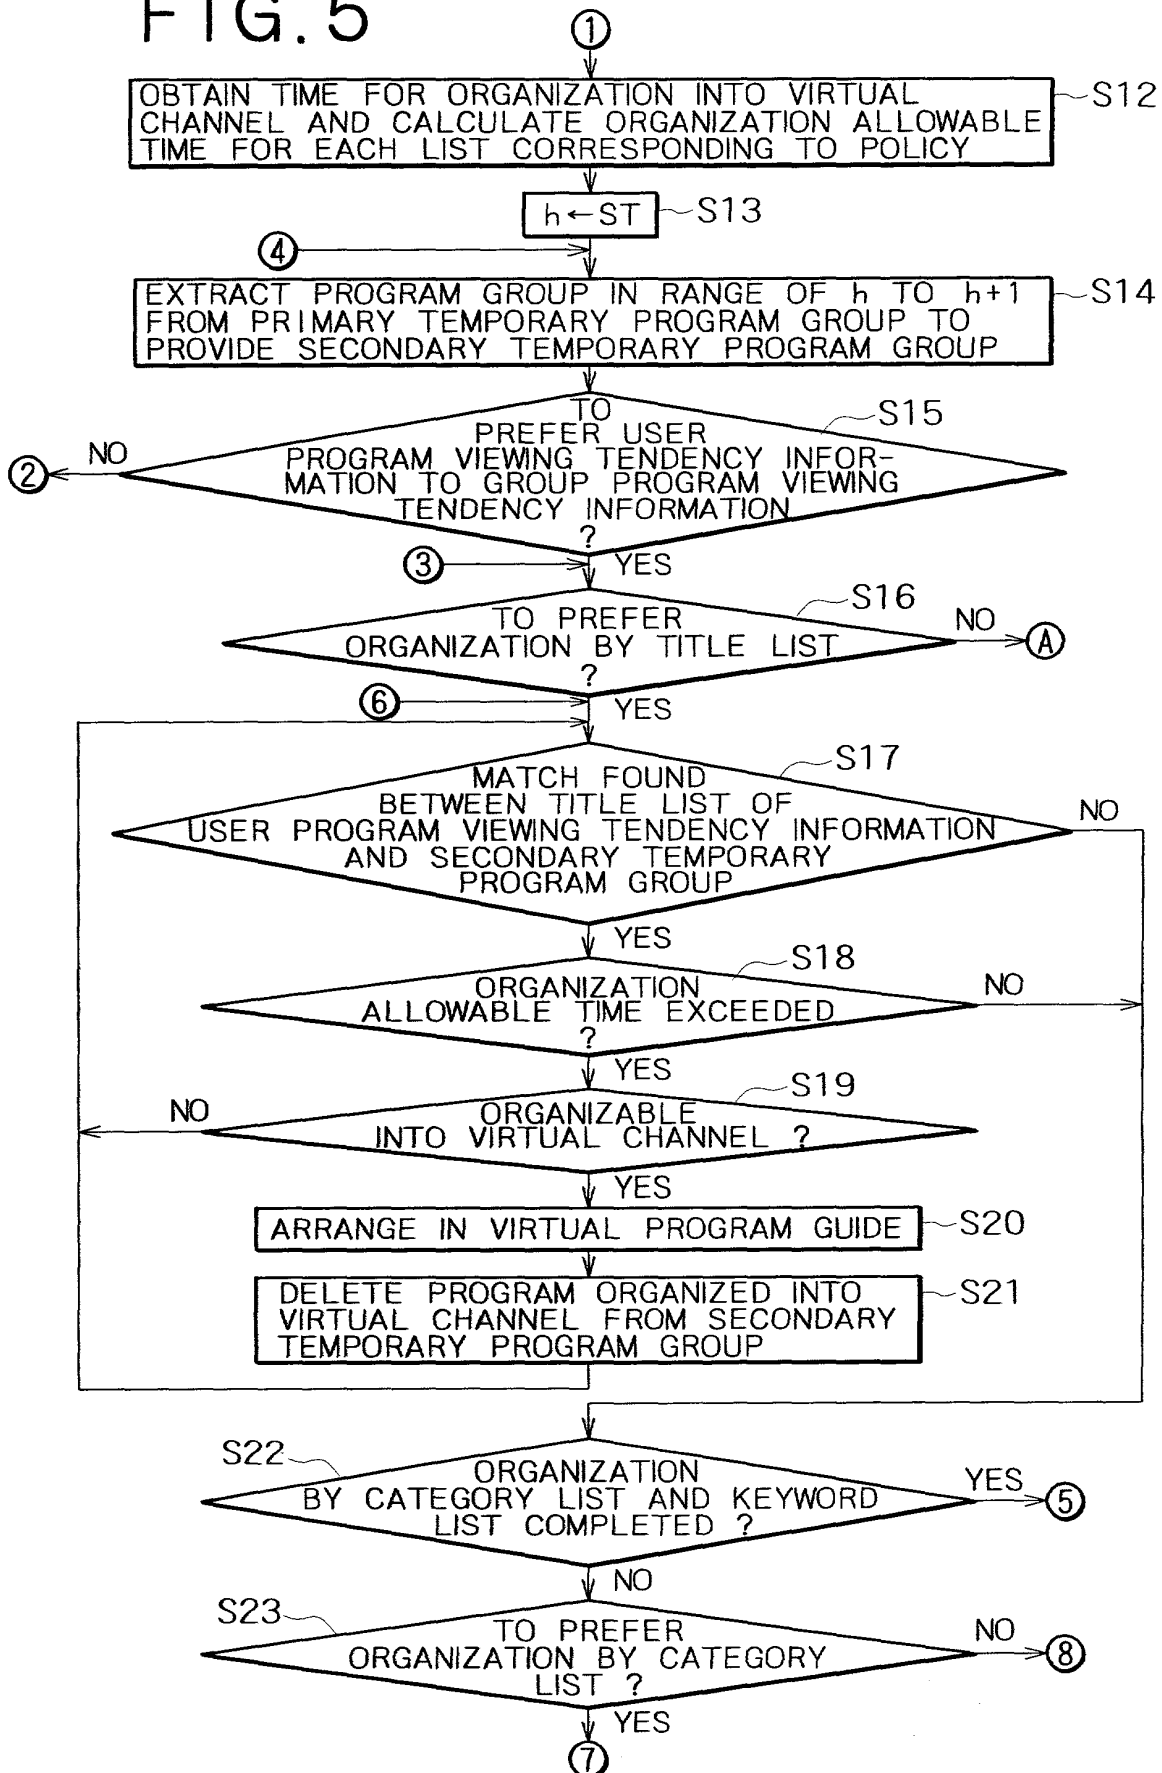 FIG. 5
1
OBTAIN TIME FOR ORGANIZATION INTO VIRTUAL
CHANNEL AND CALCULATE ORGANIZATION ALLOWABLE
TIME FOR EACH LIST CORRESPONDING TO POLICY
S12
h←ST
S13
4
EXTRACT PROGRAM GROUP IN RANGE OF h TO h+1
FROM PRIMARY TEMPORARY PROGRAM GROUP TO
PROVIDE SECONDARY TEMPORARY PROGRAM GROUP
S14
TO
PREFER USER
PROGRAM VIEWING TENDENCY INFOR-
MATION TO GROUP PROGRAM VIEWING
TENDENCY INFORMATION
?
S15
NO
2
YES
3
TO PREFER
ORGANIZATION BY TITLE LIST
?
S16
NO
A
YES
6
MATCH FOUND
BETWEEN TITLE LIST OF
USER PROGRAM VIEWING TENDENCY INFORMATION
AND SECONDARY TEMPORARY
PROGRAM GROUP
S17
NO
YES
ORGANIZATION
ALLOWABLE TIME EXCEEDED
?
S18
NO
YES
ORGANIZABLE
INTO VIRTUAL CHANNEL ?
S19
NO
YES
ARRANGE IN VIRTUAL PROGRAM GUIDE
S20
DELETE PROGRAM ORGANIZED INTO
VIRTUAL CHANNEL FROM SECONDARY
TEMPORARY PROGRAM GROUP
S21
S22
ORGANIZATION
BY CATEGORY LIST AND KEYWORD
LIST COMPLETED ?
YES
5
NO
S23
TO PREFER
ORGANIZATION BY CATEGORY
LIST ?
NO
8
YES
7